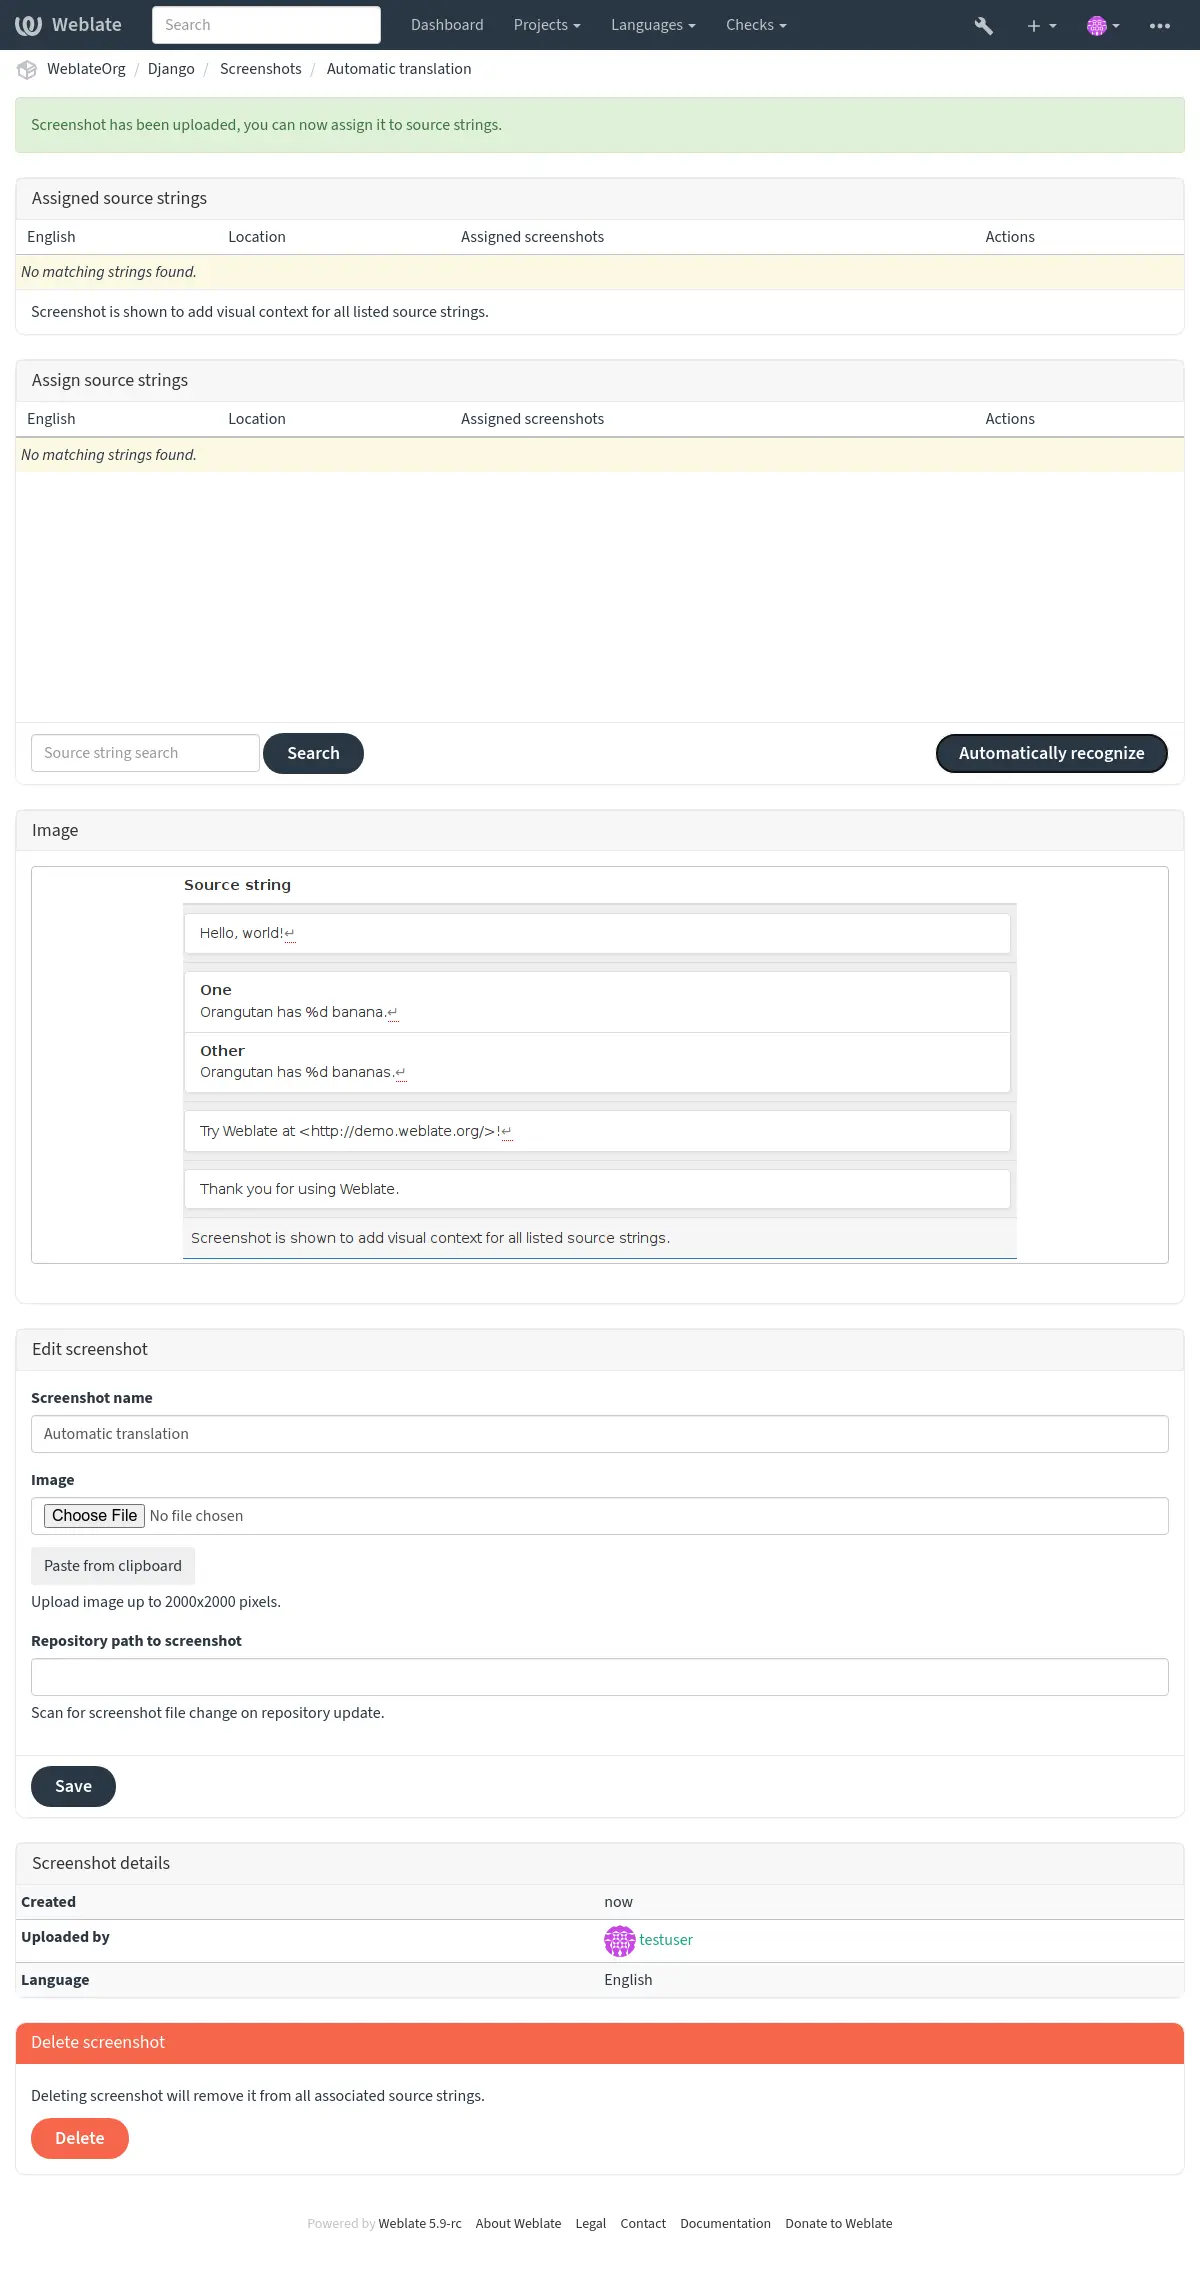 Weblate Search Dashboard Projects Languages Checks
WeblateOrg / Django / Screenshots / Automatic translation
Screenshot has been uploaded, you can now assign it to source strings.
Assigned source strings
English Location Assigned screenshots Actions
No matching strings found.
Screenshot is shown to add visual context for all listed source strings.
Assign source strings
English Location Assigned screenshots Actions
No matching strings found.
Source string search Search Automatically recognize
Image
Source string
Hello, world!↵
One
Orangutan has %d banana.↵
Other
Orangutan has %d bananas.↵
Try Weblate at <http://demo.weblate.org/>!↵
Thank you for using Weblate.
Screenshot is shown to add visual context for all listed source strings.
Edit screenshot
Screenshot name
Automatic translation
Image
Choose File No file chosen
Paste from clipboard
Upload image up to 2000x2000 pixels.
Repository path to screenshot
Scan for screenshot file change on repository update.
Save
Screenshot details
Created now
Uploaded by testuser
Language English
Delete screenshot
Deleting screenshot will remove it from all associated source strings.
Delete
Powered by Weblate 5.9-rc About Weblate Legal Contact Documentation Donate to Weblate